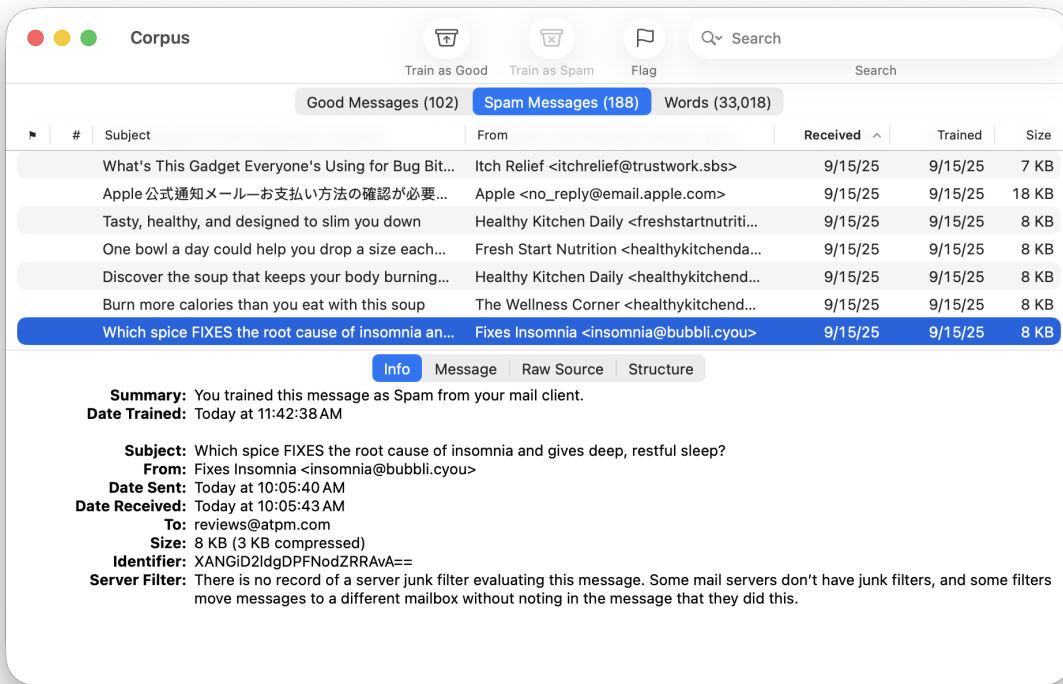 Corpus
Train as Good
Train as Spam
Flag
Search
Search
Good Messages (102)
Spam Messages (188)
Words (33,018)
# Subject From Received Trained Size
What's This Gadget Everyone's Using for Bug Bit... Itch Relief <itchrelief@trustwork.sbs> 9/15/25 9/15/25 7 KB
Apple公式通知メール—お支払い方法の確認が必要... Apple <no_reply@email.apple.com> 9/15/25 9/15/25 18 KB
Tasty, healthy, and designed to slim you down Healthy Kitchen Daily <freshstartnutriti... 9/15/25 9/15/25 8 KB
One bowl a day could help you drop a size each... Fresh Start Nutrition <healthykitchenda... 9/15/25 9/15/25 8 KB
Discover the soup that keeps your body burning... Healthy Kitchen Daily <healthykitchend... 9/15/25 9/15/25 8 KB
Burn more calories than you eat with this soup The Wellness Corner <healthykitchend... 9/15/25 9/15/25 8 KB
Which spice FIXES the root cause of insomnia an... Fixes Insomnia <insomnia@bubbli.cyou> 9/15/25 9/15/25 8 KB
Info Message Raw Source Structure
Summary: You trained this message as Spam from your mail client.
Date Trained: Today at 11:42:38 AM
Subject: Which spice FIXES the root cause of insomnia and gives deep, restful sleep?
From: Fixes Insomnia <insomnia@bubbli.cyou>
Date Sent: Today at 10:05:40 AM
Date Received: Today at 10:05:43 AM
To: reviews@atpm.com
Size: 8 KB (3 KB compressed)
Identifier: XANGiD2ldgDPFNodZRRAvA==
Server Filter: There is no record of a server junk filter evaluating this message. Some mail servers don’t have junk filters, and some filters
move messages to a different mailbox without noting in the message that they did this.